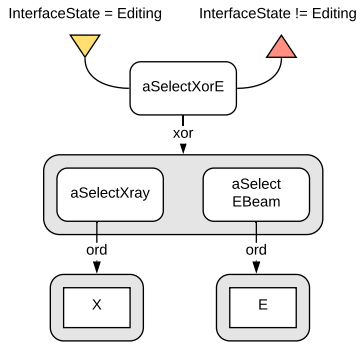 InterfaceState = Editing
InterfaceState != Editing
aSelectXorE
xor
aSelectXray
aSelect
EBeam
ord
ord
X
E